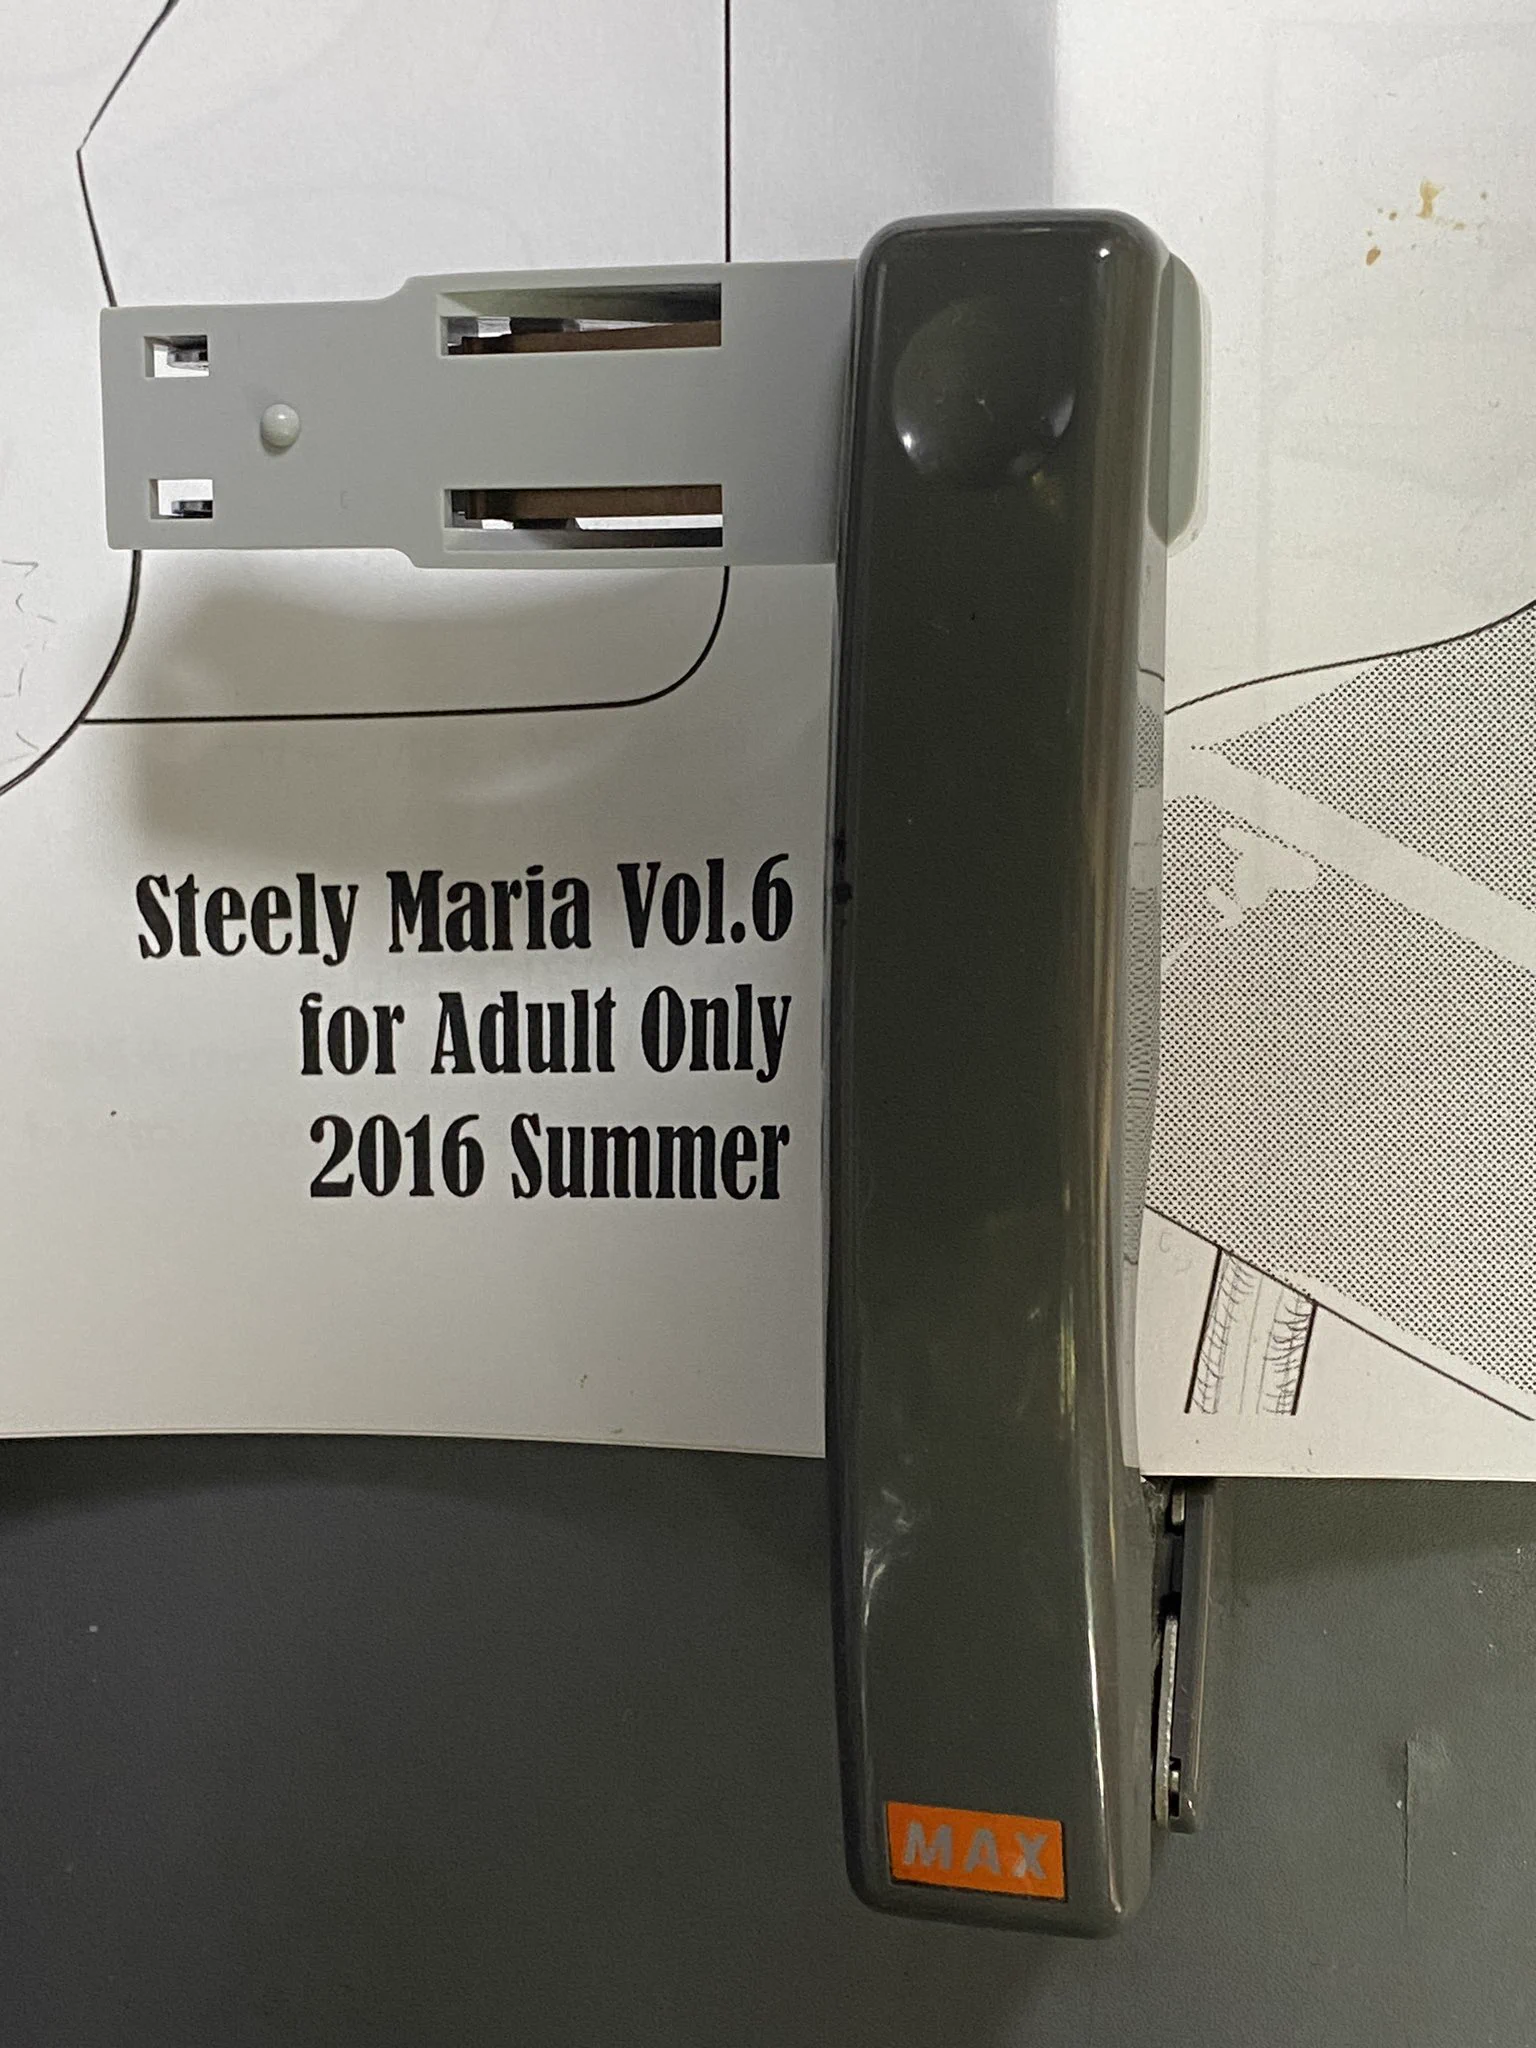 Steely Maria Vol.6
for Adult Only
2016 Summer
MAX